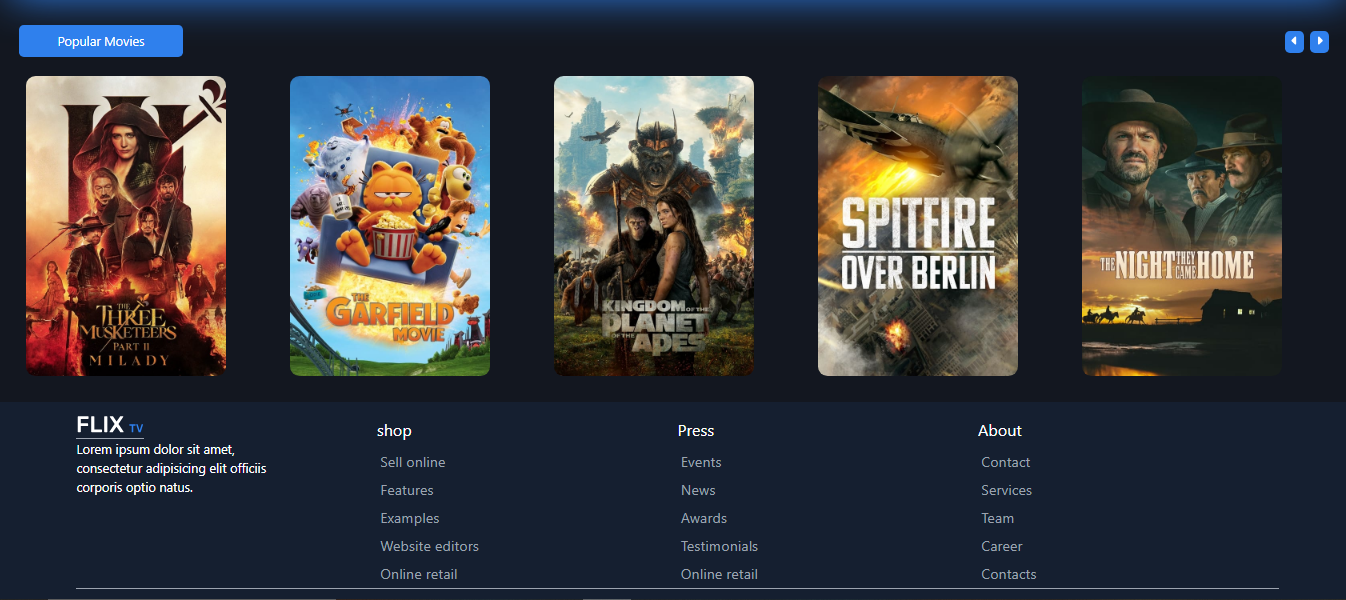 Popular Movies
THE
THREE
MUSKETEERS
PART II
MILADY
THE
GARFIELD
MOVIE
KINGDOM OF THE
PLANET
OF THE APES
SPITFIRE
OVER BERLIN
THE NIGHT THEY CAME HOME
FLIX TV
Lorem ipsum dolor sit amet,
consectetur adipisicing elit officiis
corporis optio natus.
shop
Sell online
Features
Examples
Website editors
Online retail
Press
Events
News
Awards
Testimonials
Online retail
About
Contact
Services
Team
Career
Contacts